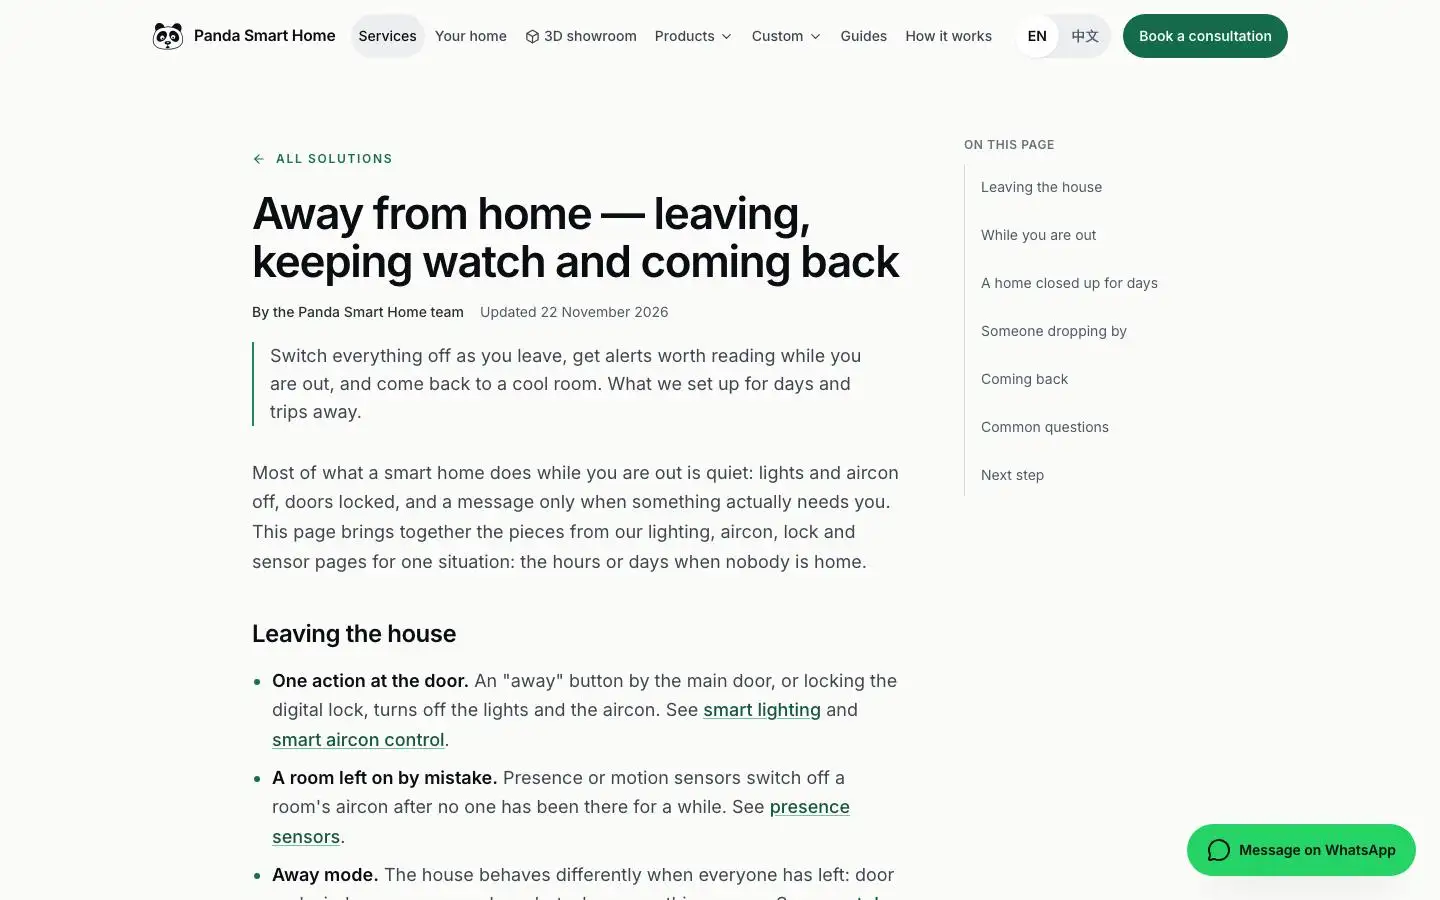 Panda Smart Home
Services
Your home
3D showroom
Products
Custom
Guides
How it works
EN
中文
Book a consultation
ALL SOLUTIONS
Away from home — leaving,
keeping watch and coming back
By the Panda Smart Home team
Updated 22 November 2026
Switch everything off as you leave, get alerts worth reading while you
are out, and come back to a cool room. What we set up for days and
trips away.
Most of what a smart home does while you are out is quiet: lights and aircon
off, doors locked, and a message only when something actually needs you.
This page brings together the pieces from our lighting, aircon, lock and
sensor pages for one situation: the hours or days when nobody is home.
Leaving the house
One action at the door. An "away" button by the main door, or locking the
digital lock, turns off the lights and the aircon. See smart lighting and
smart aircon control.
A room left on by mistake. Presence or motion sensors switch off a
room's aircon after no one has been there for a while. See presence
sensors.
Away mode. The house behaves differently when everyone has left: door
ON THIS PAGE
Leaving the house
While you are out
A home closed up for days
Someone dropping by
Coming back
Common questions
Next step
Message on WhatsApp